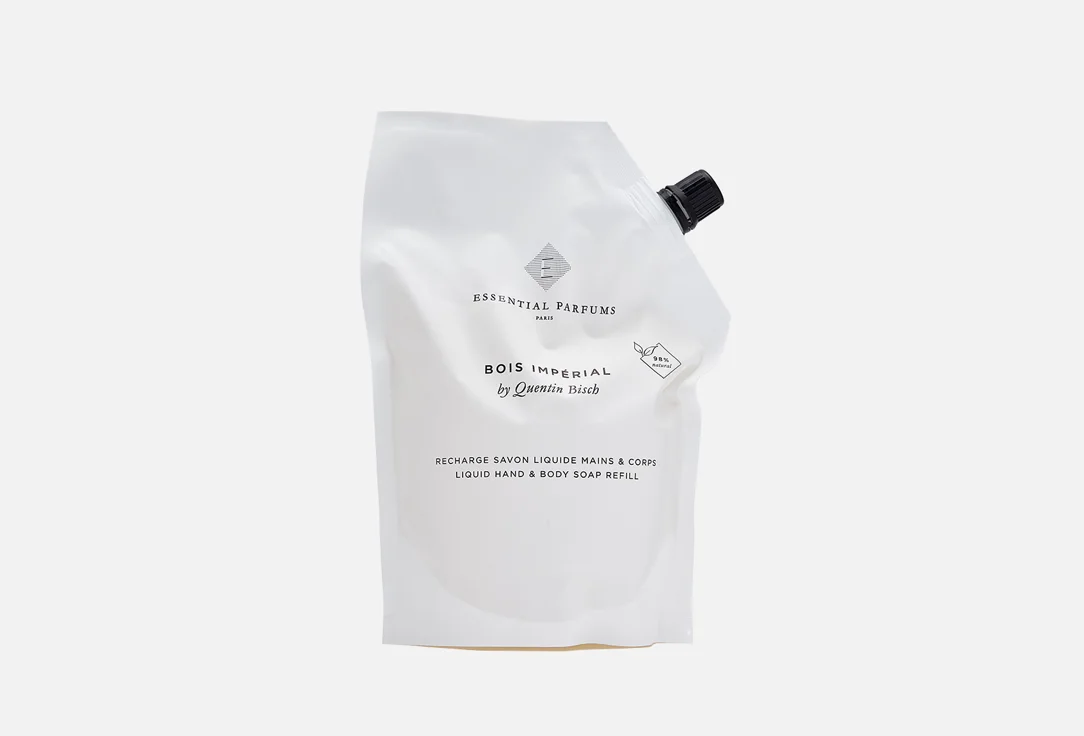 E
ESSENTIAL PARFUMS
PARIS
98%
natural
BOIS IMPÉRIAL
by Quentin Bisch
RECHARGE SAVON LIQUIDE MAINS & CORPS
LIQUID HAND & BODY SOAP REFILL